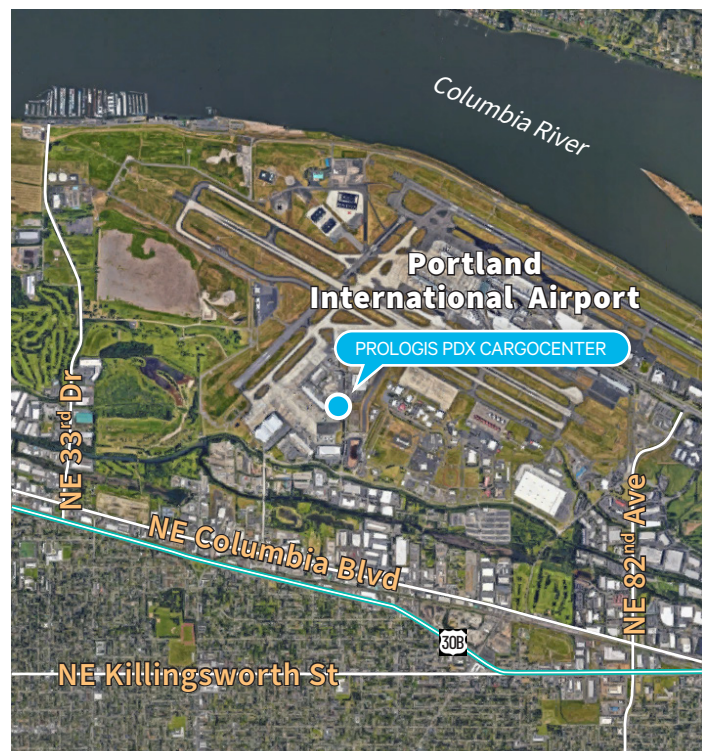 Columbia River
Portland
International Airport
PROLOGIS PDX CARGOCENTER
NE 33rd Dr
NE Columbia Blvd
NE 82nd Ave
30B
NE Killingsworth St